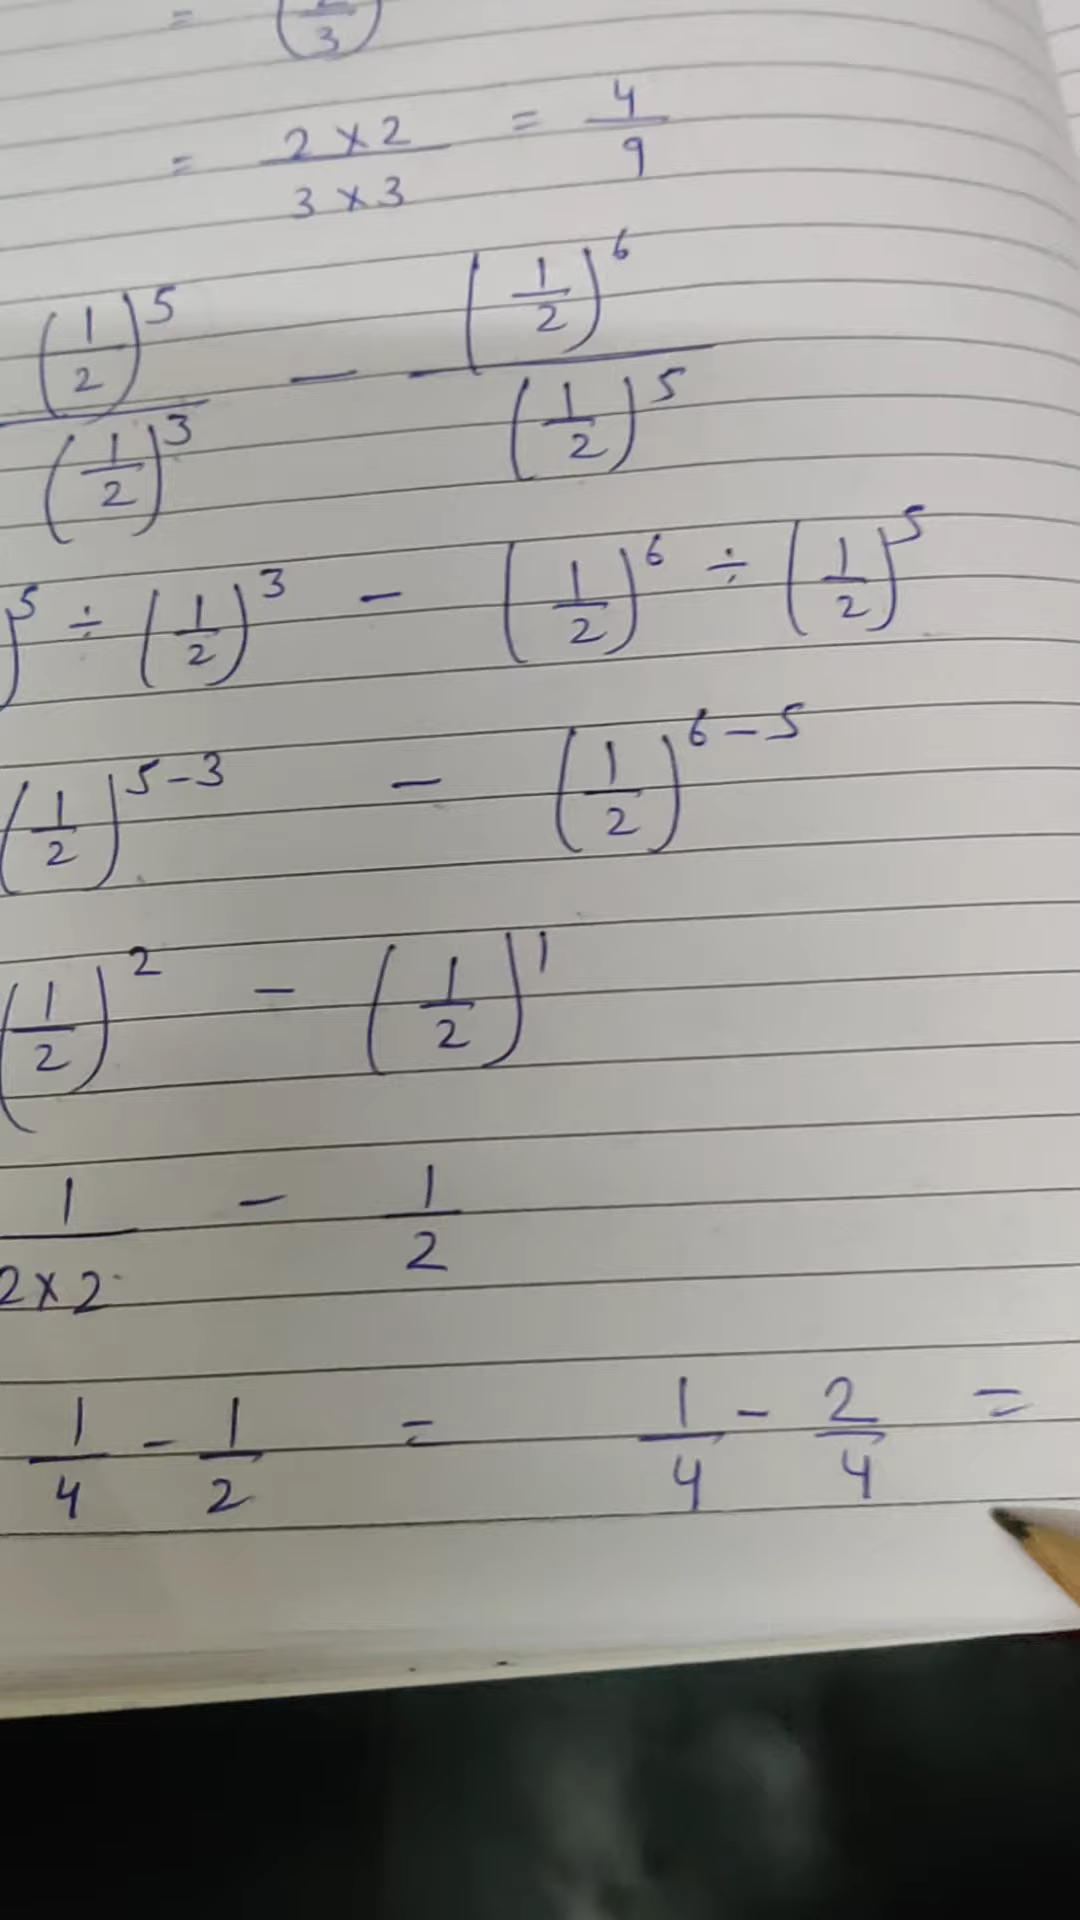 = (2/3)
= 2 × 2 / 3 × 3 = 4/9
(1/2)^5 / (1/2)^3 - (1/2)^6 / (1/2)^5
)^5 ÷ (1/2)^3 - (1/2)^6 ÷ (1/2)^5
(1/2)^5-3 - (1/2)^6-5
(1/2)^2 - (1/2)^1
1 / 2×2 - 1/2
1/4 - 1/2 = 1/4 - 2/4 =